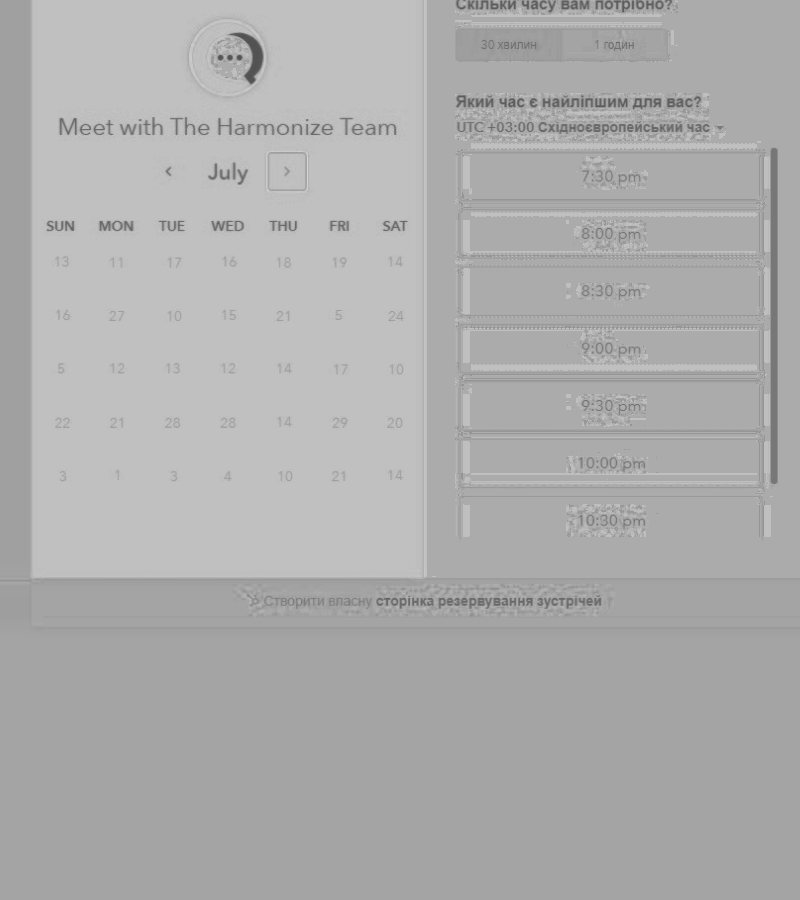 Meet with The Harmonize Team
July
SUN MON TUE WED THU FRI SAT
13 11 17 16 18 19 14
16 27 10 15 21 5 24
5 12 13 12 14 17 10
22 21 28 28 14 29 20
3 1 3 4 10 21 14
Скільки часу вам потрібно?
30 хвилин 1 годин
Який час є найліпшим для вас?
UTC +03:00 Східноєвропейський час
7:30 pm
8:00 pm
8:30 pm
9:00 pm
9:30 pm
10:00 pm
10:30 pm
Створити власну сторінка резервування зустрічей